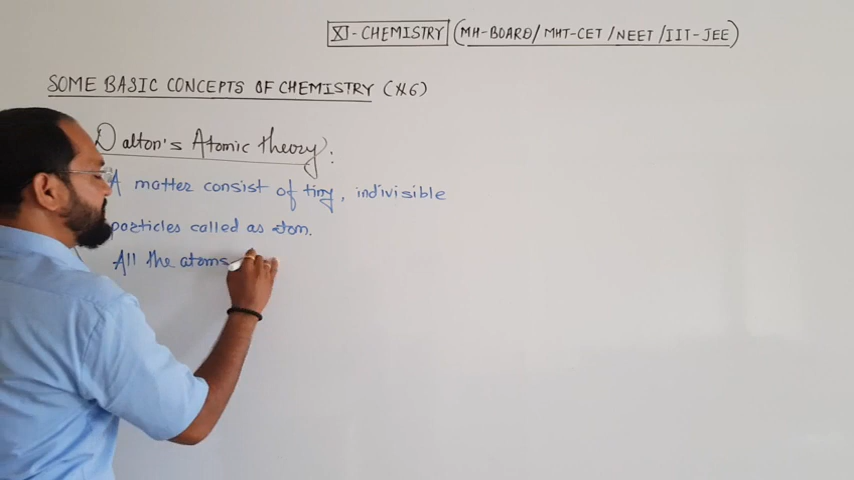 XI-CHEMISTRY (MH-BOARD/MHT-CET/NEET/IIT-JEE)
SOME BASIC CONCEPTS OF CHEMISTRY (#6)
Dalton's Atomic theory:
A matter consist of tiny, indivisible
particles called as atom.
All the atoms